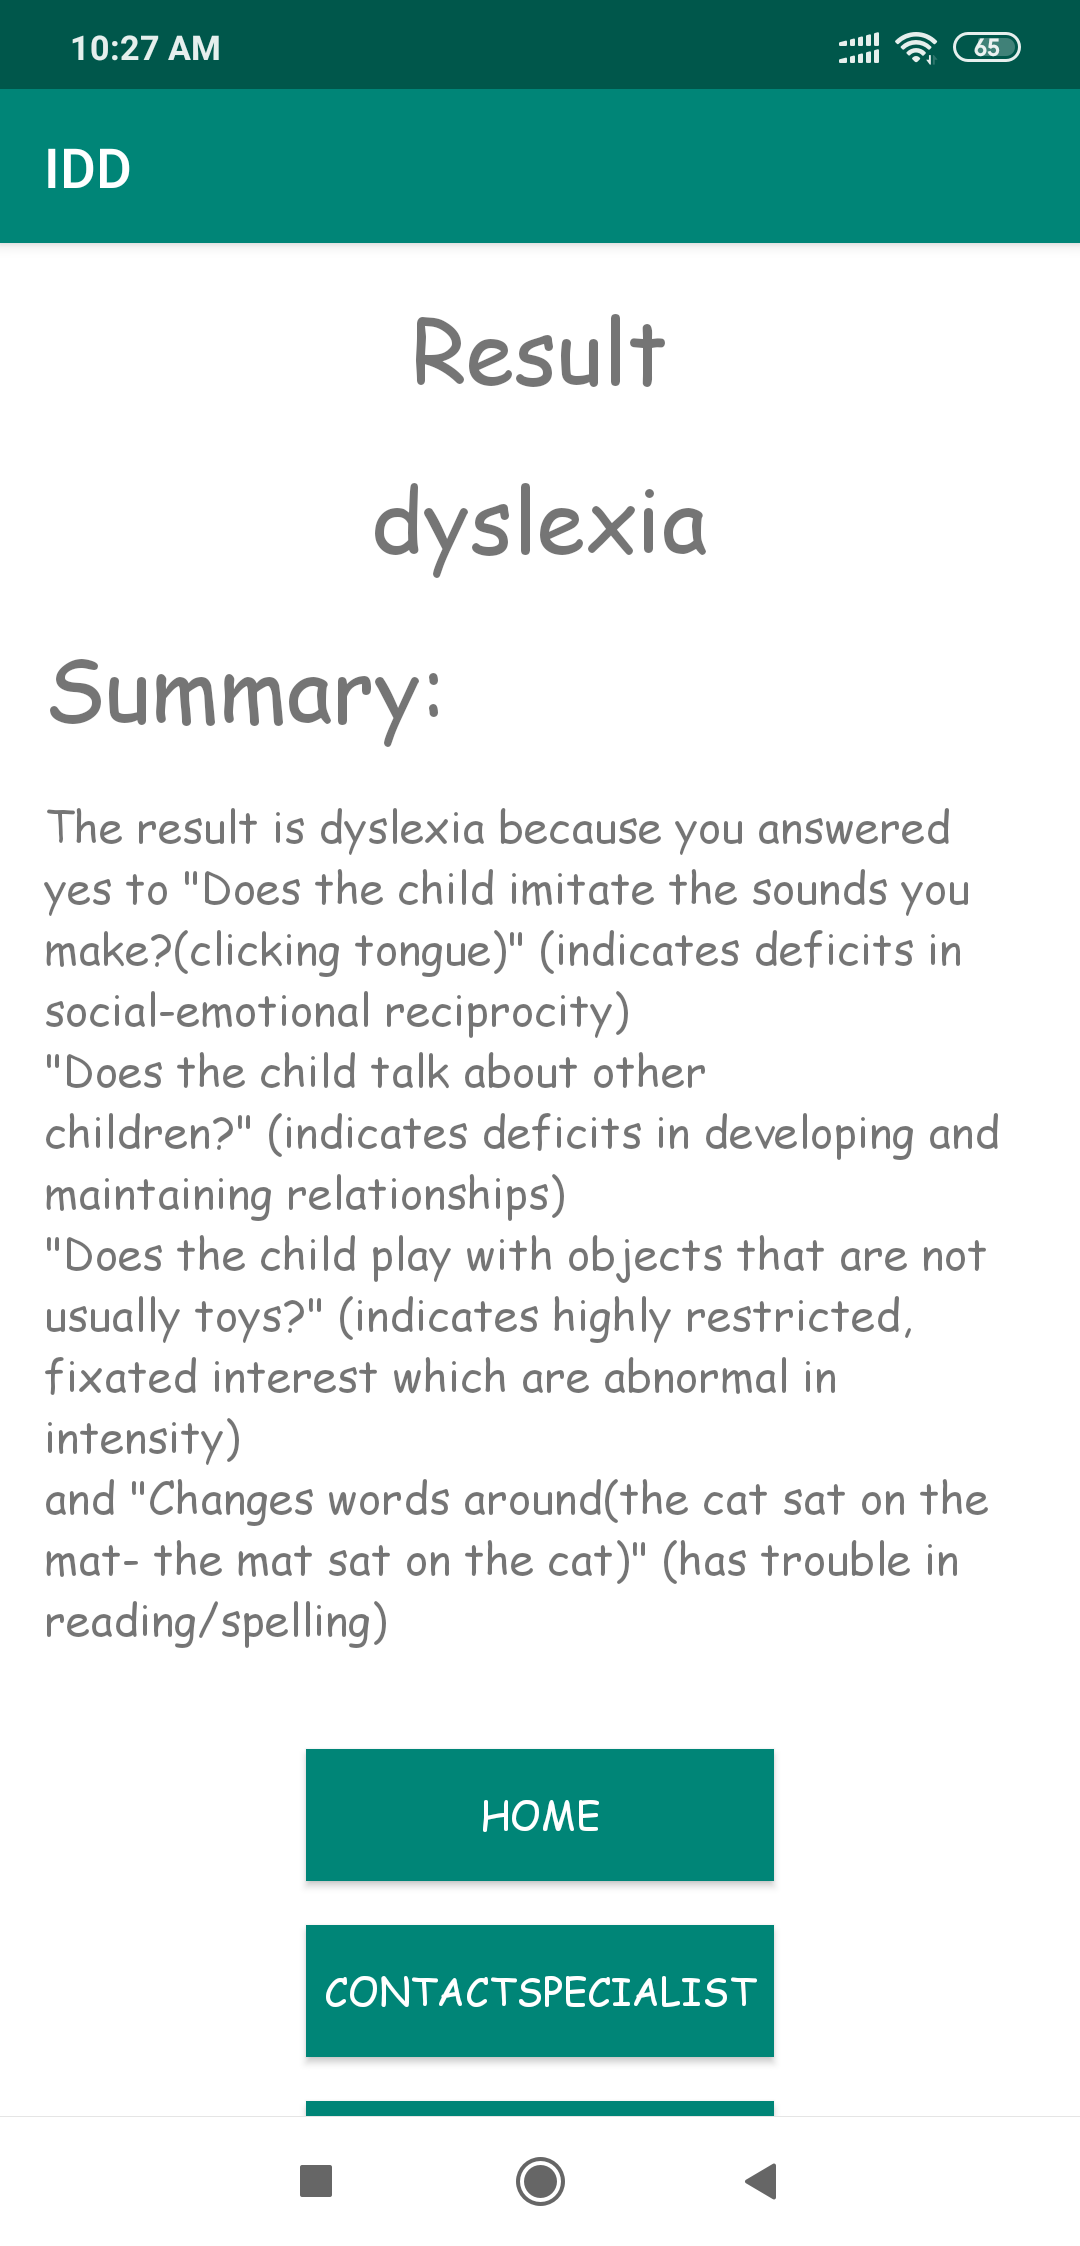 10:27 AM
65
IDD
Result
dyslexia
Summary:
The result is dyslexia because you answered
yes to "Does the child imitate the sounds you
make?(clicking tongue)" (indicates deficits in
social-emotional reciprocity)
"Does the child talk about other
children?" (indicates deficits in developing and
maintaining relationships)
"Does the child play with objects that are not
usually toys?" (indicates highly restricted,
fixated interest which are abnormal in
intensity)
and "Changes words around(the cat sat on the
mat- the mat sat on the cat)" (has trouble in
reading/spelling)
HOME
CONTACTSPECIALIST